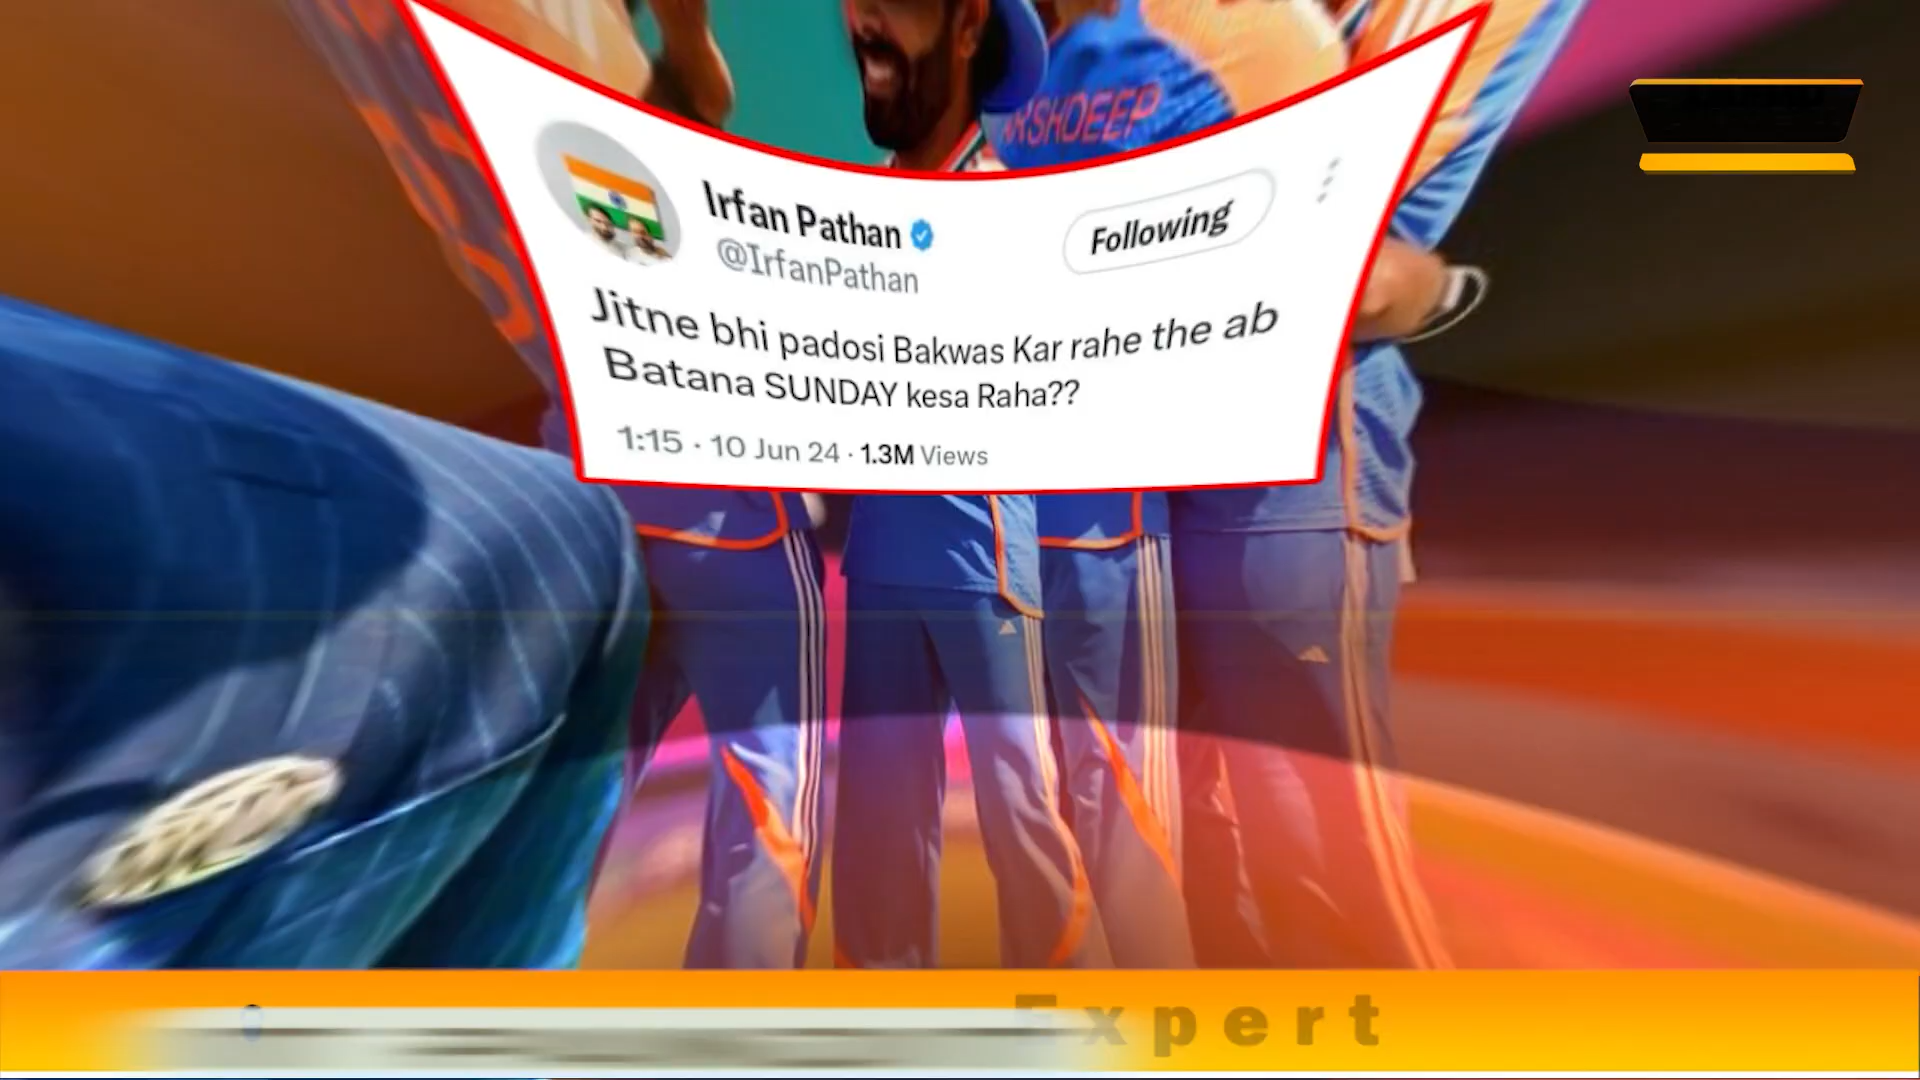 ARSHDEEP
Irfan Pathan
Following
@IrfanPathan
Jitne bhi padosi Bakwas Kar rahe the ab
Batana SUNDAY kesa Raha??
1:15 · 10 Jun 24 · 1.3M Views
Expert